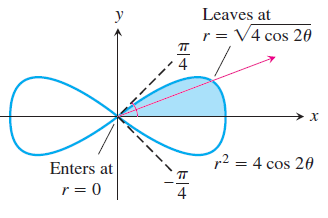 y
Leaves at
r = √4 cos 2θ
π/4
x
Enters at
r = 0
−π/4
r² = 4 cos 2θ